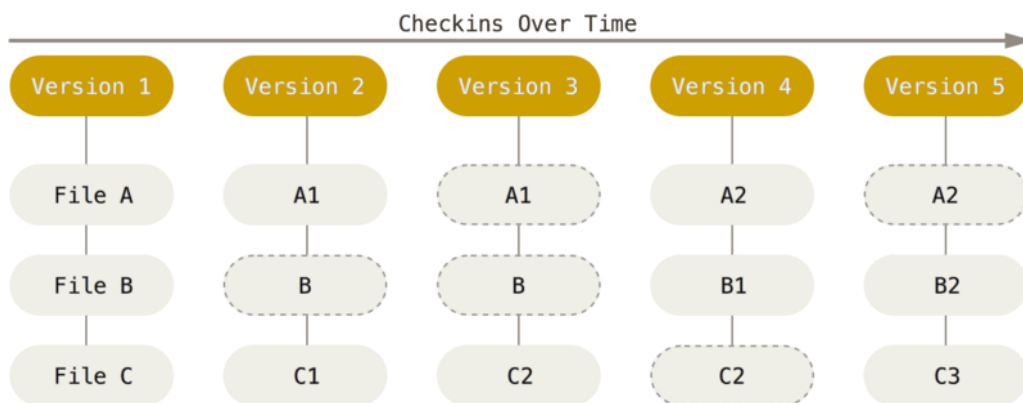 Checkins Over Time
Version 1 Version 2 Version 3 Version 4 Version 5
File A A1 A1 A2 A2
File B B B B1 B2
File C C1 C2 C2 C3